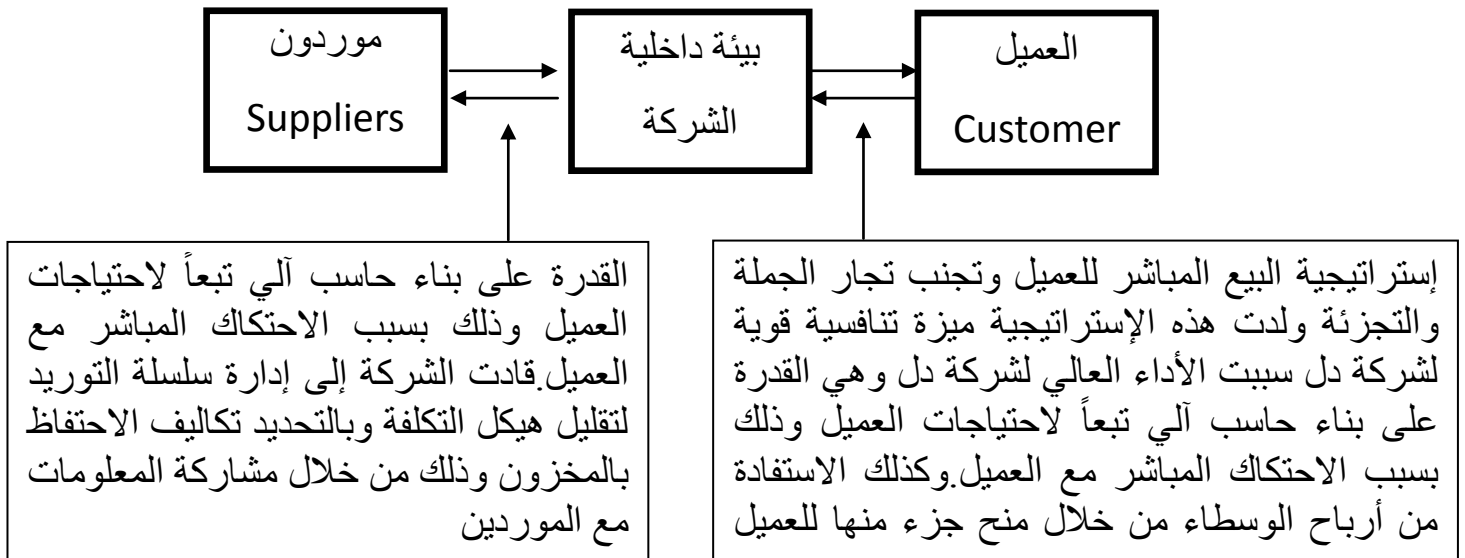 موردون
Suppliers
بيئة داخلية
الشركة
العميل
Customer
القدرة على بناء حاسب آلي تبعاً لاحتياجات
العميل وذلك بسبب الاحتكاك المباشر مع
العميل.قادت الشركة إلى إدارة سلسلة التوريد
لتقليل هيكل التكلفة وبالتحديد تكاليف الاحتفاظ
بالمخزون وذلك من خلال مشاركة المعلومات
مع الموردين
إستراتيجية البيع المباشر للعميل وتجنب تجار الجملة
والتجزئة ولدت هذه الإستراتيجية ميزة تنافسية قوية
لشركة دل سببت الأداء العالي لشركة دل وهي القدرة
على بناء حاسب آلي تبعاً لاحتياجات العميل وذلك
بسبب الاحتكاك المباشر مع العميل.وكذلك الاستفادة
من أرباح الوسطاء من خلال منح جزء منها للعميل